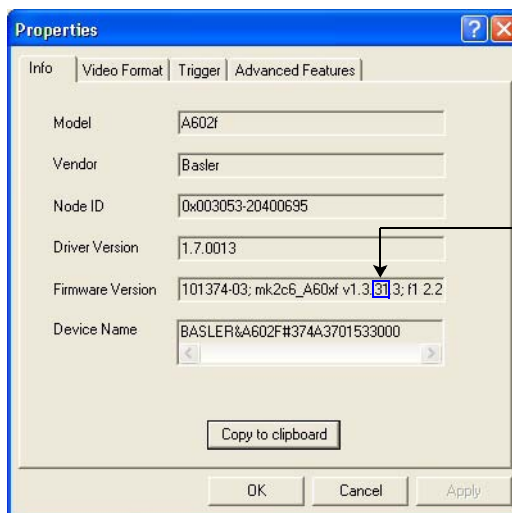 Properties
Info Video Format Trigger Advanced Features
Model A602f
Vendor Basler
Node ID 0x003053-20400695
Driver Version 1.7.0013
Firmware Version 101374-03; mk2c6_A60xf v1.3.31.3; f1 2.2
Device Name BASLER&A602F#374A3701533000
Copy to clipboard
OK Cancel Apply